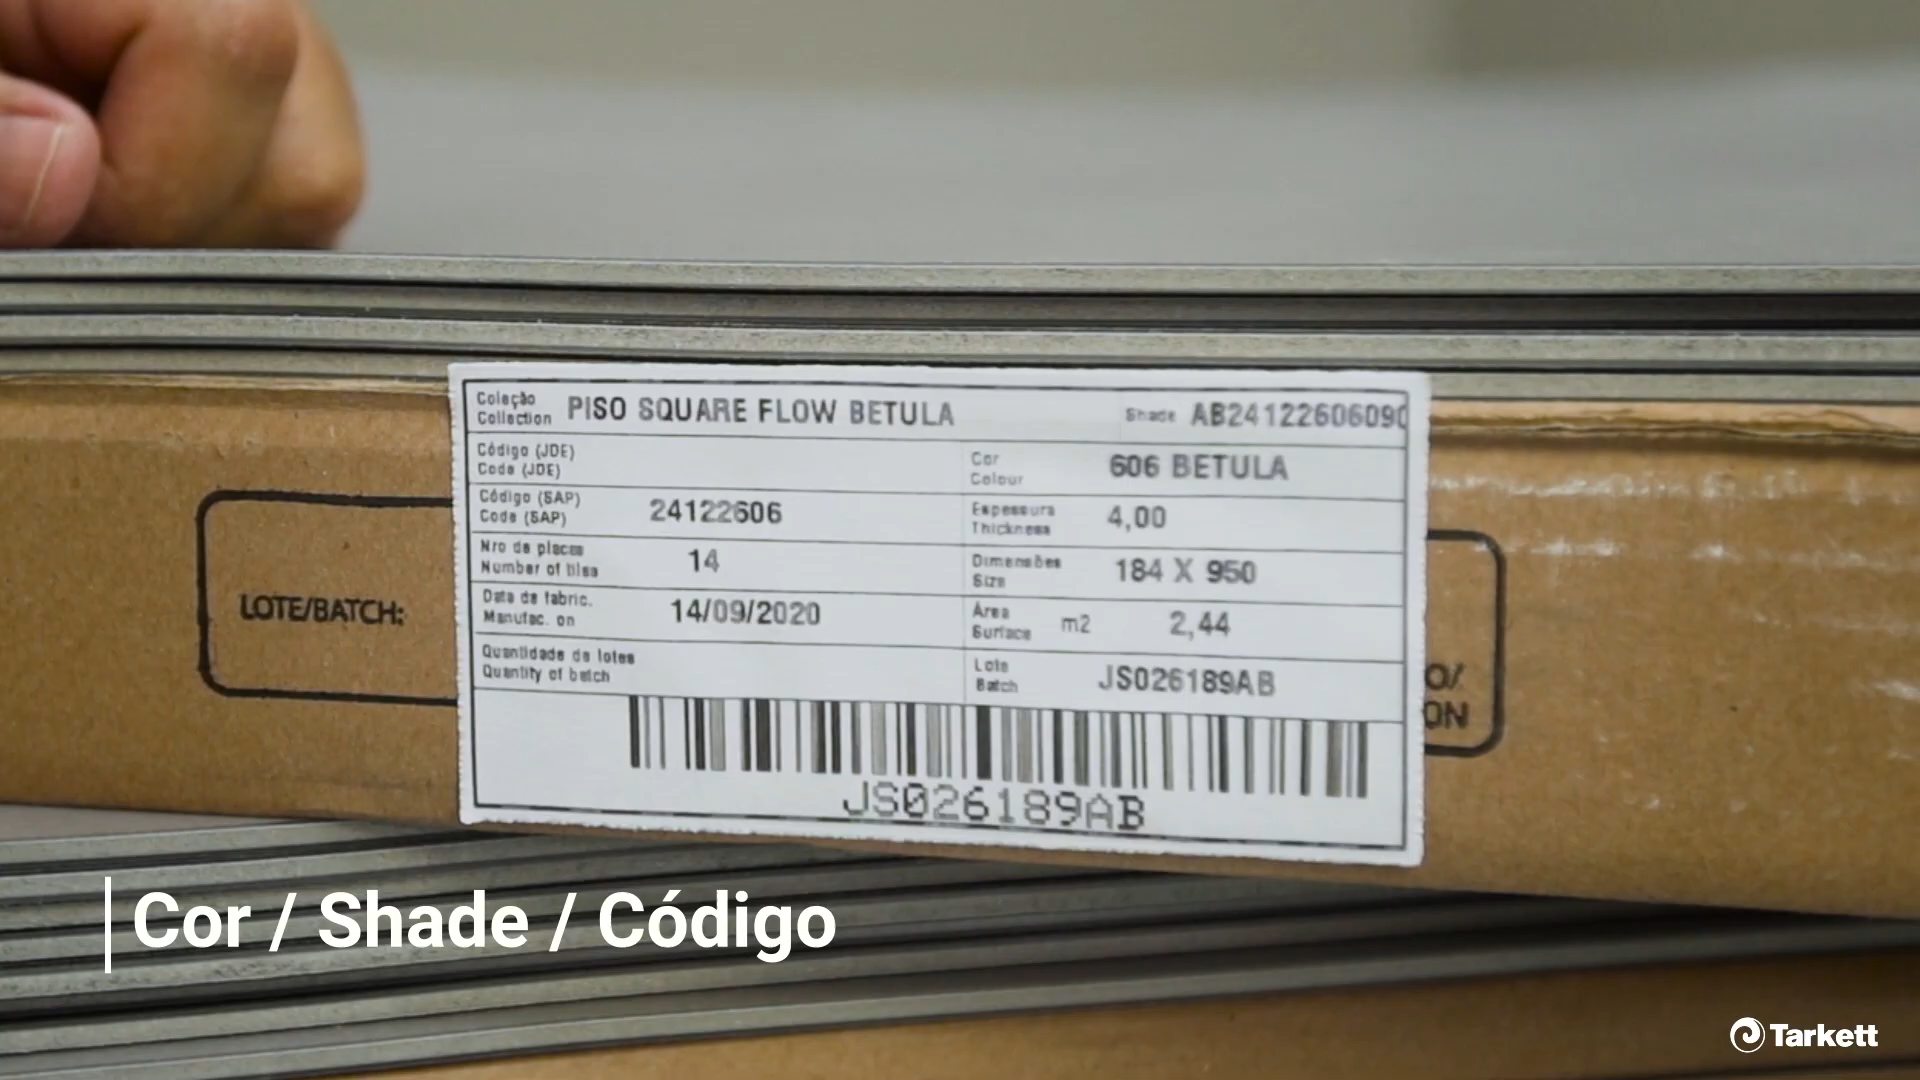 Coleção
Collection
PISO SQUARE FLOW BETULA
Shade AB24122606090
Código (JDE)
Code (JDE)
Cor
Colour
606 BETULA
Código (SAP)
Code (SAP)
24122606
Espessura
Thickness
4,00
Nro de placas
Number of tiles
14
Dimensões
Size
184 X 950
Data de fabric.
Manufac. on
14/09/2020
Área
Surface
m2
2,44
Quantidade de lotes
Quantity of batch
Lote
Batch
JS026189AB
JS026189AB
LOTE/BATCH:
O/
ON
Cor / Shade / Código
Tarkett